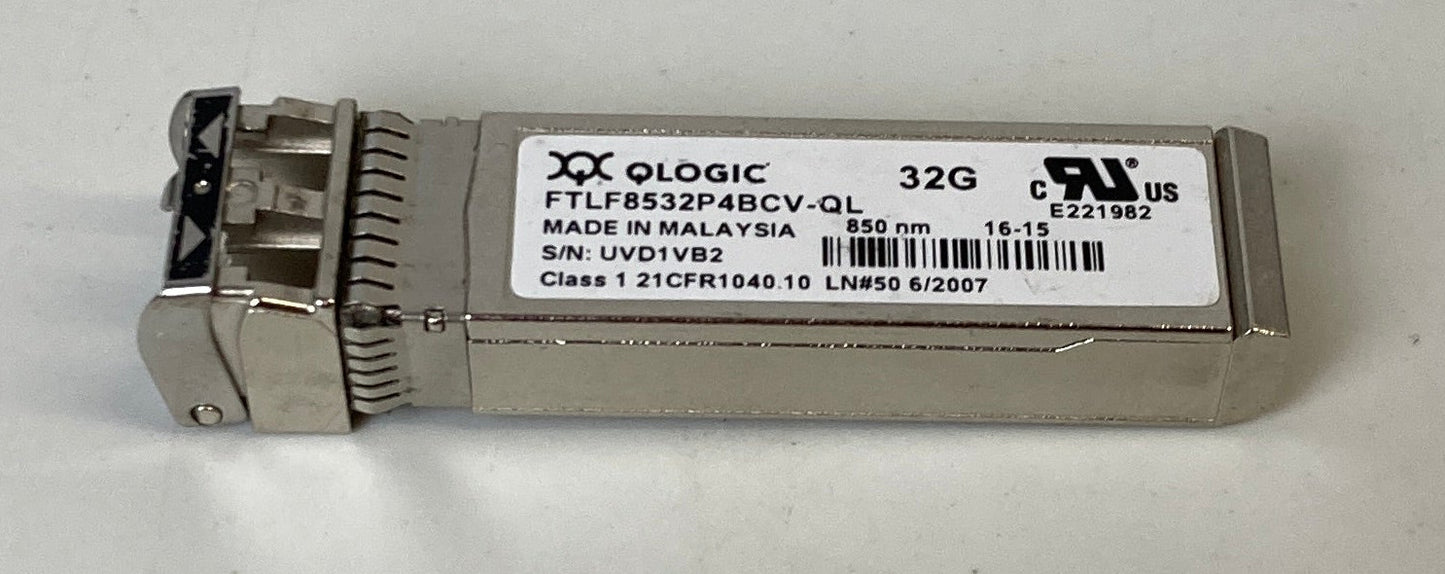 QLOGIC 32G
FTLF8532P4BCV-QL
C RU® US
E221982
MADE IN MALAYSIA 850 nm 16-15
S/N: UVD1VB2
Class 1 21CFR1040.10 LN#50 6/2007